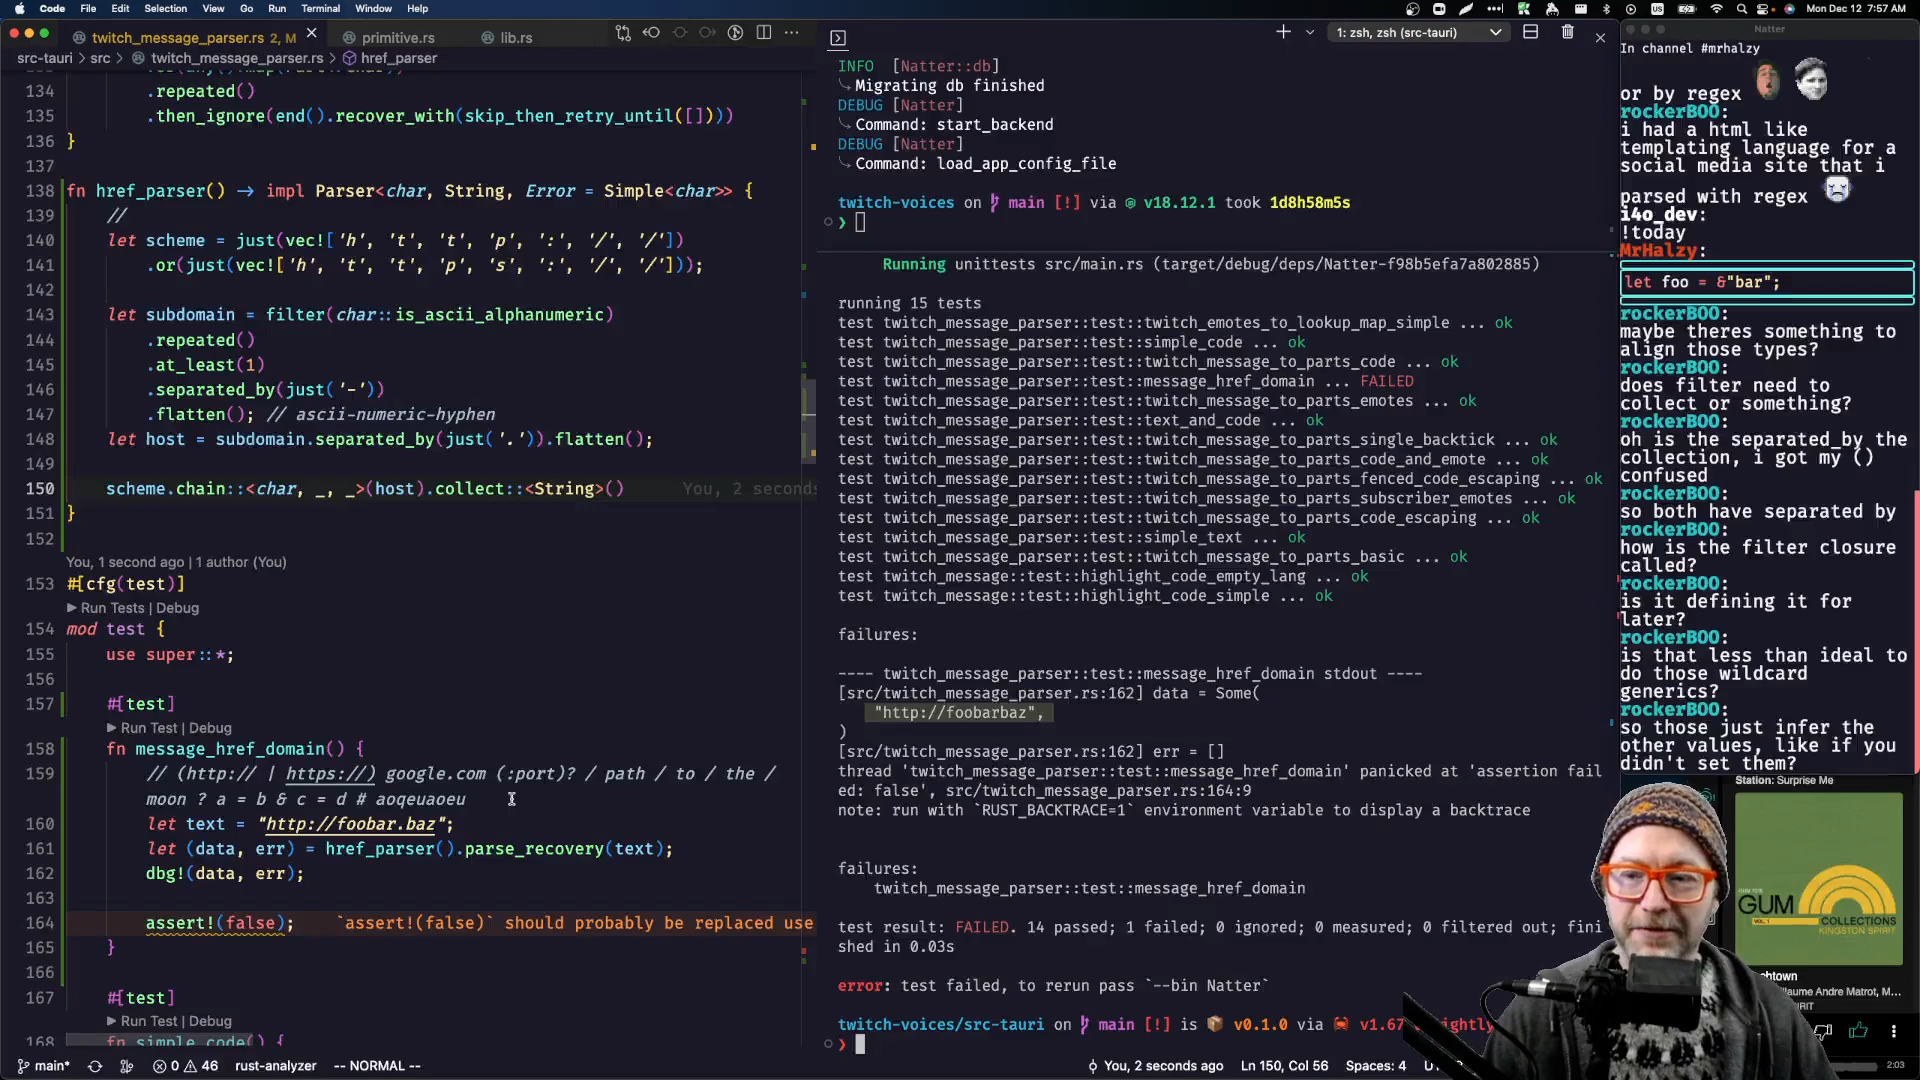 Code File Edit Selection View Go Run Terminal Window Help
Mon Dec 12 7:57 AM
twitch_message_parser.rs 2, M
primitive.rs
lib.rs
src-tauri › src › twitch_message_parser.rs › href_parser
134 .repeated()
135 .then_ignore(end().recover_with(skip_then_retry_until([])))
136 }
137
138 fn href_parser() → impl Parser<char, String, Error = Simple<char>> {
139 //
140 let scheme = just(vec!['h', 't', 't', 'p', ':', '/', '/'])
141 .or(just(vec!['h', 't', 't', 'p', 's', ':', '/', '/']));
142
143 let subdomain = filter(char::is_ascii_alphanumeric)
144 .repeated()
145 .at_least(1)
146 .separated_by(just('-'))
147 .flatten(); // ascii-numeric-hyphen
148 let host = subdomain.separated_by(just('.')).flatten();
149
150 scheme.chain::<char, _, _>(host).collect::<String>() You, 2 seconds
151 }
152
You, 1 second ago | 1 author (You)
153 #[cfg(test)]
▶ Run Tests | Debug
154 mod test {
155 use super::*;
156
157 #[test]
▶ Run Test | Debug
158 fn message_href_domain() {
159 // (http:// | https://) google.com (:port)? / path / to / the /
moon ? a = b & c = d # aoqeuaoeu
160 let text = "http://foobar.baz";
161 let (data, err) = href_parser().parse_recovery(text);
162 dbg!(data, err);
163
164 assert!(false); `assert!(false)` should probably be replaced use
165 }
166
167 #[test]
▶ Run Test | Debug
168 fn simple_code() {
main* 0 46 rust-analyzer -- NORMAL -- You, 2 seconds ago Ln 150, Col 56 Spaces: 4
1: zsh, zsh (src-tauri)
INFO [Natter::db]
Migrating db finished
DEBUG [Natter]
Command: start_backend
DEBUG [Natter]
Command: load_app_config_file
twitch-voices on main [!] via v18.12.1 took 1d8h58m5s
❯
Running unittests src/main.rs (target/debug/deps/Natter-f98b5efa7a802885)
running 15 tests
test twitch_message_parser::test::twitch_emotes_to_lookup_map_simple ... ok
test twitch_message_parser::test::simple_code ... ok
test twitch_message_parser::test::twitch_message_to_parts_code ... ok
test twitch_message_parser::test::message_href_domain ... FAILED
test twitch_message_parser::test::twitch_message_to_parts_emotes ... ok
test twitch_message_parser::test::text_and_code ... ok
test twitch_message_parser::test::twitch_message_to_parts_single_backtick ... ok
test twitch_message_parser::test::twitch_message_to_parts_code_and_emote ... ok
test twitch_message_parser::test::twitch_message_to_parts_fenced_code_escaping ... ok
test twitch_message_parser::test::twitch_message_to_parts_subscriber_emotes ... ok
test twitch_message_parser::test::twitch_message_to_parts_code_escaping ... ok
test twitch_message_parser::test::simple_text ... ok
test twitch_message_parser::test::twitch_message_to_parts_basic ... ok
test twitch_message::test::highlight_code_empty_lang ... ok
test twitch_message::test::highlight_code_simple ... ok
failures:
---- twitch_message_parser::test::message_href_domain stdout ----
[src/twitch_message_parser.rs:162] data = Some(
"http://foobarbaz",
)
[src/twitch_message_parser.rs:162] err = []
thread 'twitch_message_parser::test::message_href_domain' panicked at 'assertion fail
ed: false', src/twitch_message_parser.rs:164:9
note: run with `RUST_BACKTRACE=1` environment variable to display a backtrace
failures:
twitch_message_parser::test::message_href_domain
test result: FAILED. 14 passed; 1 failed; 0 ignored; 0 measured; 0 filtered out; fini
shed in 0.03s
error: test failed, to rerun pass `--bin Natter`
twitch-voices/src-tauri on main [!] is v0.1.0 via
❯
Natter
In channel #mrhalzy
or by regex
rockerBOO:
i had a html like
templating language for a
social media site that i
parsed with regex
i4o_dev:
!today
MrHalzy:
let foo = &"bar";
rockerBOO:
maybe theres something to
align those types?
rockerBOO:
does filter need to
collect or something?
rockerBOO:
oh is the separated_by the
collection, i got my ()
confused
rockerBOO:
so both have separated by
rockerBOO:
how is the filter closure
called?
rockerBOO:
is it defining it for
later?
rockerBOO:
is that less than ideal to
do those wildcard
generics?
rockerBOO:
so those just infer the
other values, like if you
didn't set them?
Station: Surprise Me
GUM
COLLECTIONS
KINGSTON SPIRIT
2:03